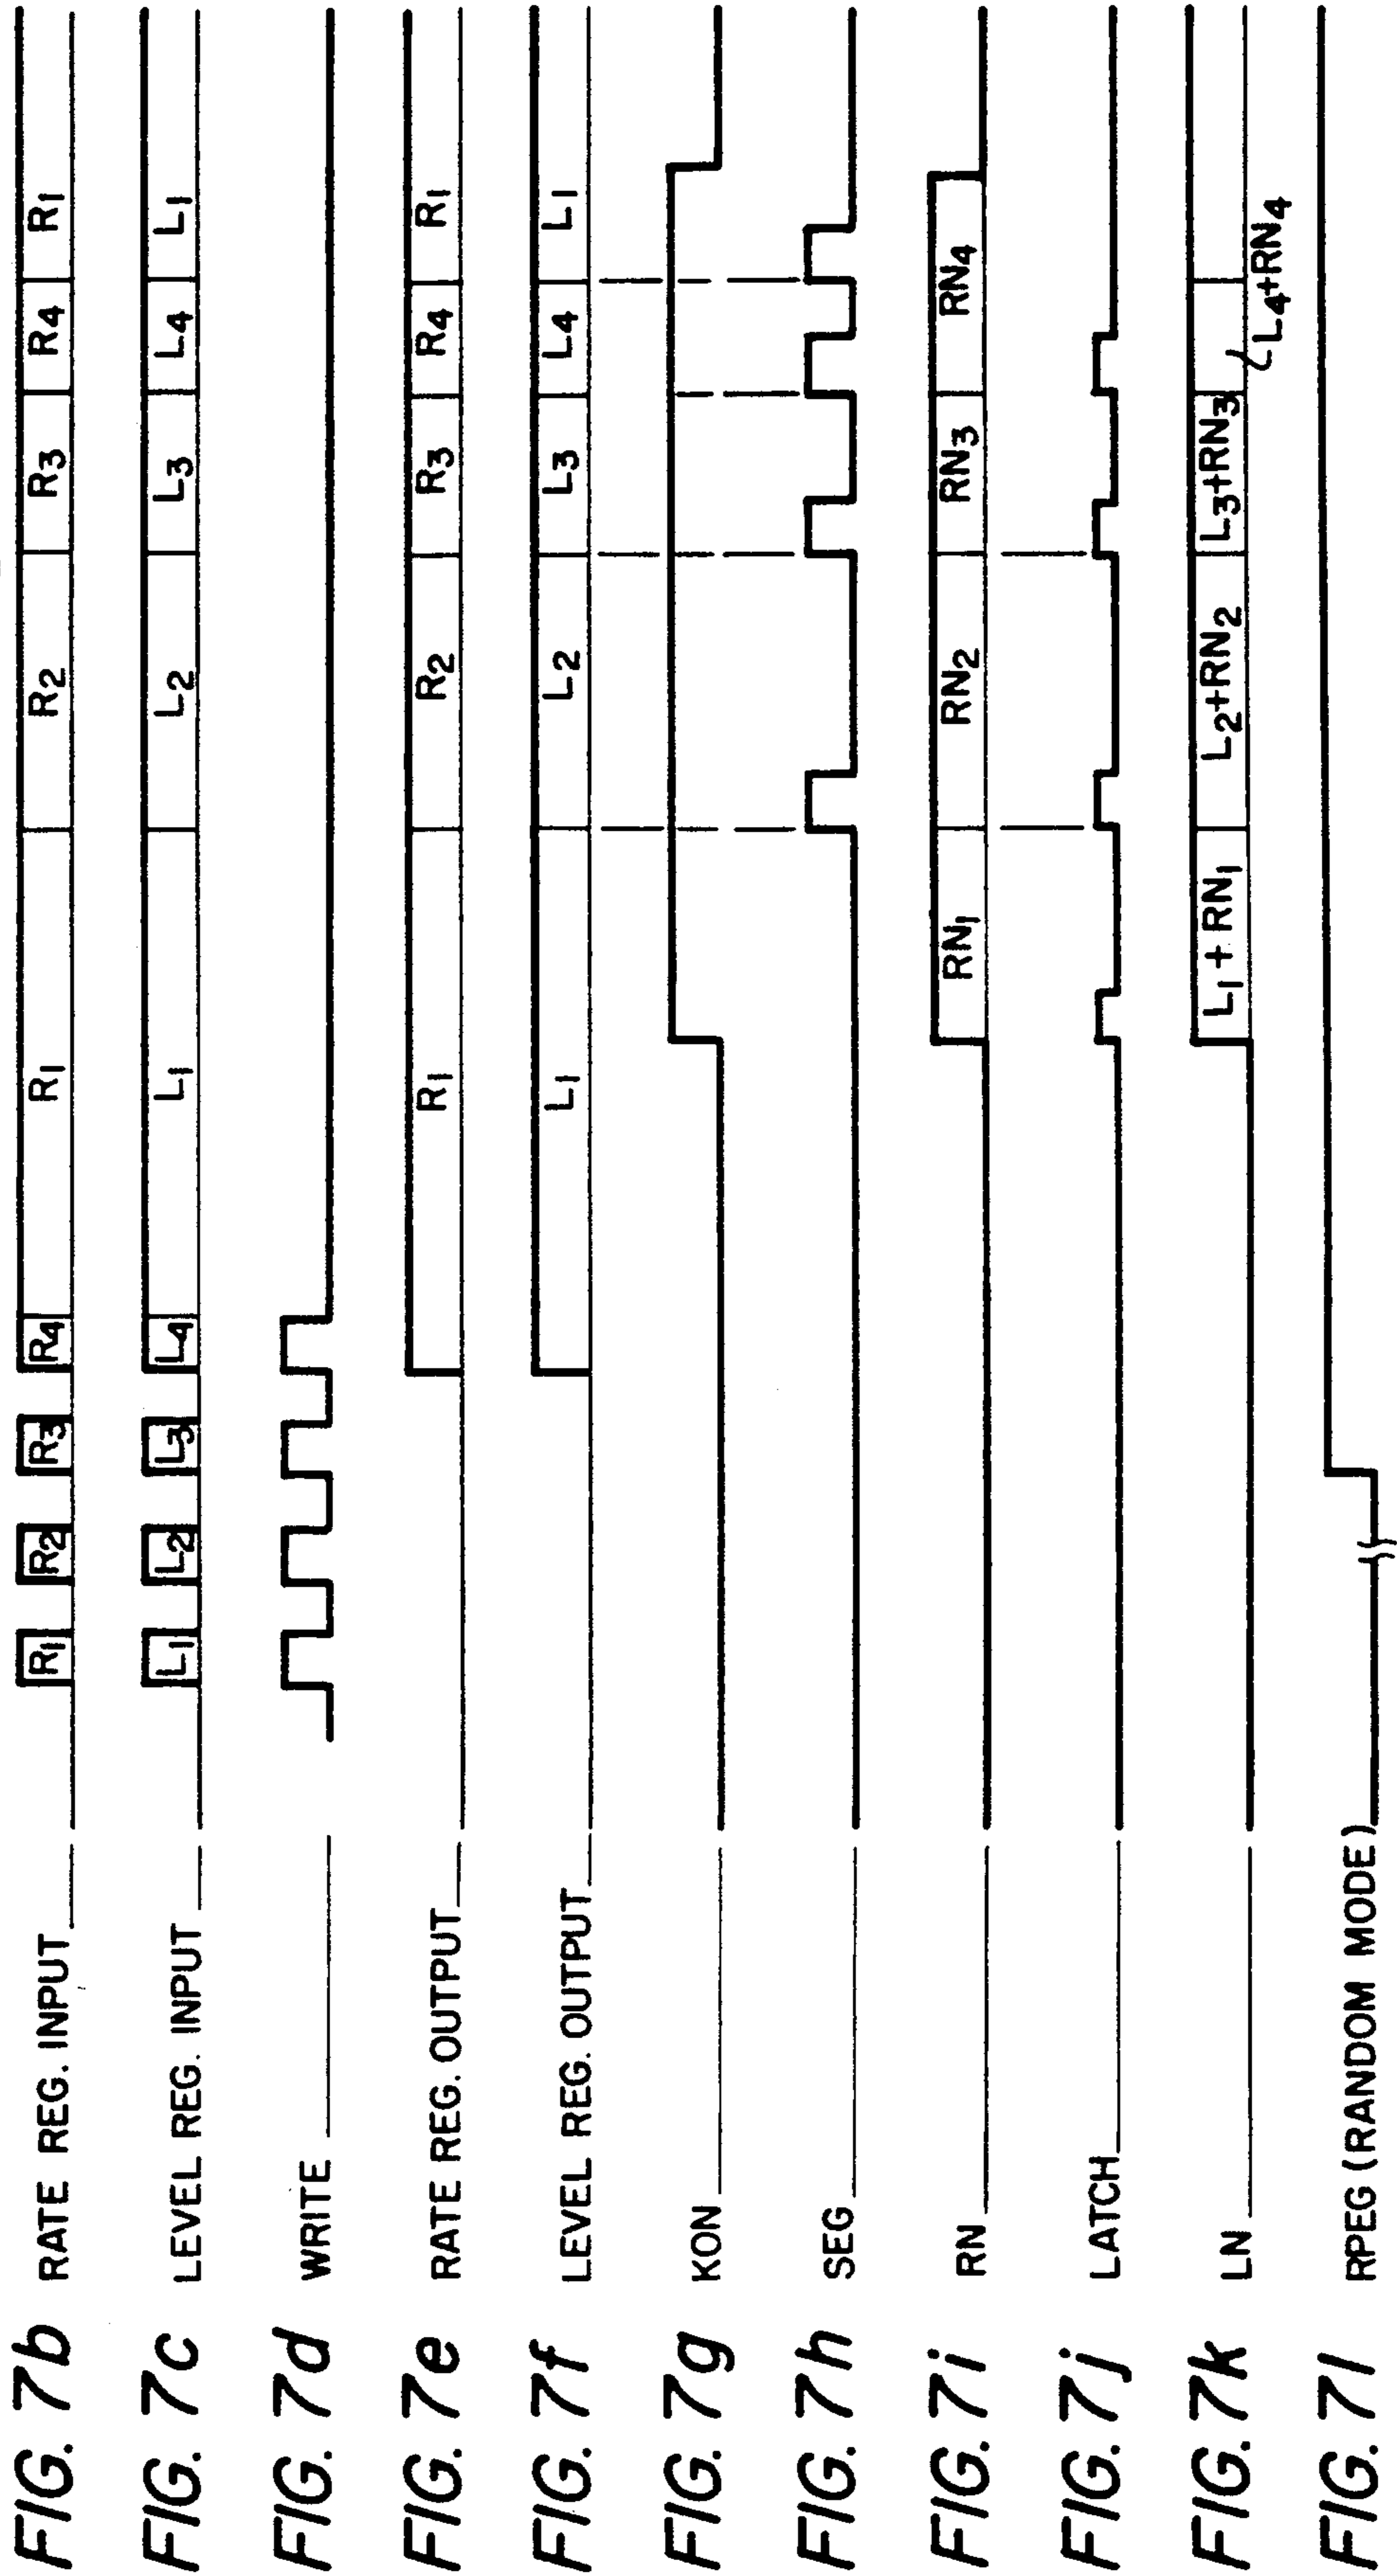 FIG. 7b RATE REG. INPUT R1 R2 R3 R4 R1 R2 R3 R4 R1
FIG. 7c LEVEL REG. INPUT L1 L2 L3 L4 L1 L2 L3 L4 L1
FIG. 7d WRITE
FIG. 7e RATE REG. OUTPUT R1 R2 R3 R4 R1
FIG. 7f LEVEL REG. OUTPUT L1 L2 L3 L4 L1
FIG. 7g KON
FIG. 7h SEG
FIG. 7i RN RN1 RN2 RN3 RN4
FIG. 7j LATCH
FIG. 7k LN L1+RN1 L2+RN2 L3+RN3 L4+RN4
FIG. 7l RPEG (RANDOM MODE)